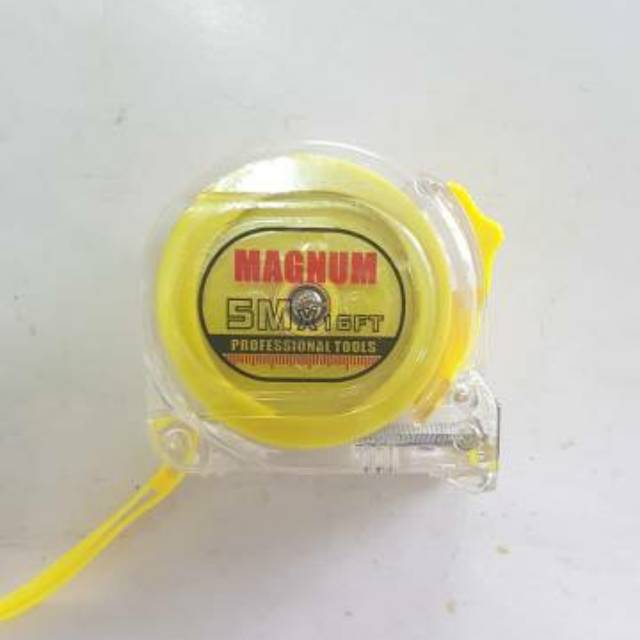 MAGNUM
5M x 16FT
PROFESSIONAL TOOLS